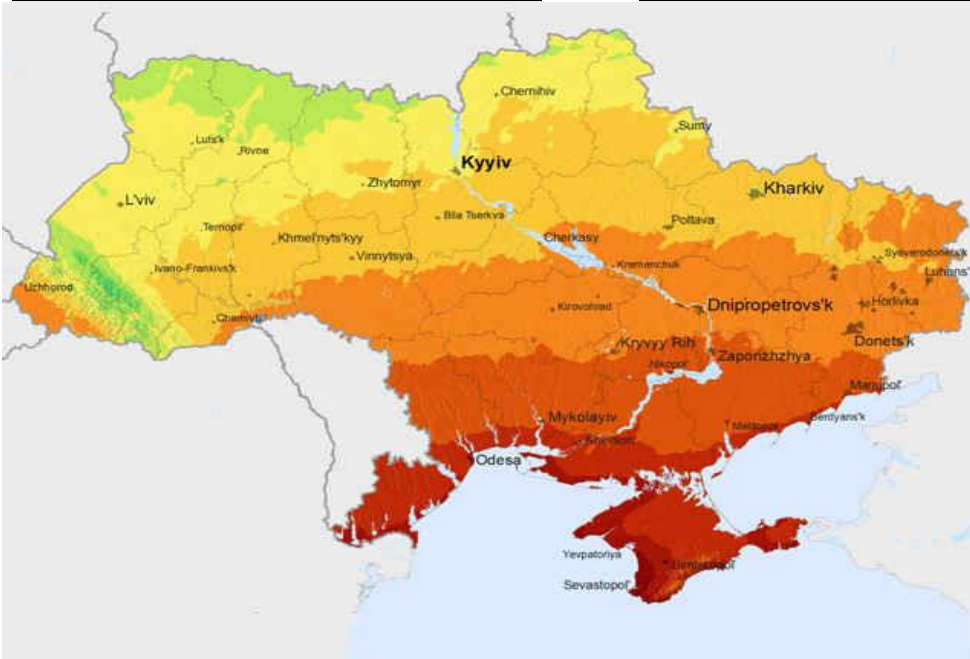 Chernihiv
Sumy
Luts'k
Rivne
Kyyiv
Zhytomyr
Kharkiv
L'viv
Bila Tserkva
Poltava
Ternopil'
Khmel'nyts'kyy
Cherkasy
Vinnytsya
Syeverodonets'k
Kremenchuk
Ivano-Frankivs'k
Luhans'
Uzhhorod
Horlivka
Kirovohrad
Dnipropetrovs'k
Chernivtsi
Donets'k
Kryvyy Rih
Zaporizhzhya
Nikopol'
Mariupol'
Mykolayiv
Berdyans'k
Melitopol'
Kherson
Odesa
Yevpatoriya
Simferopol'
Sevastopol'